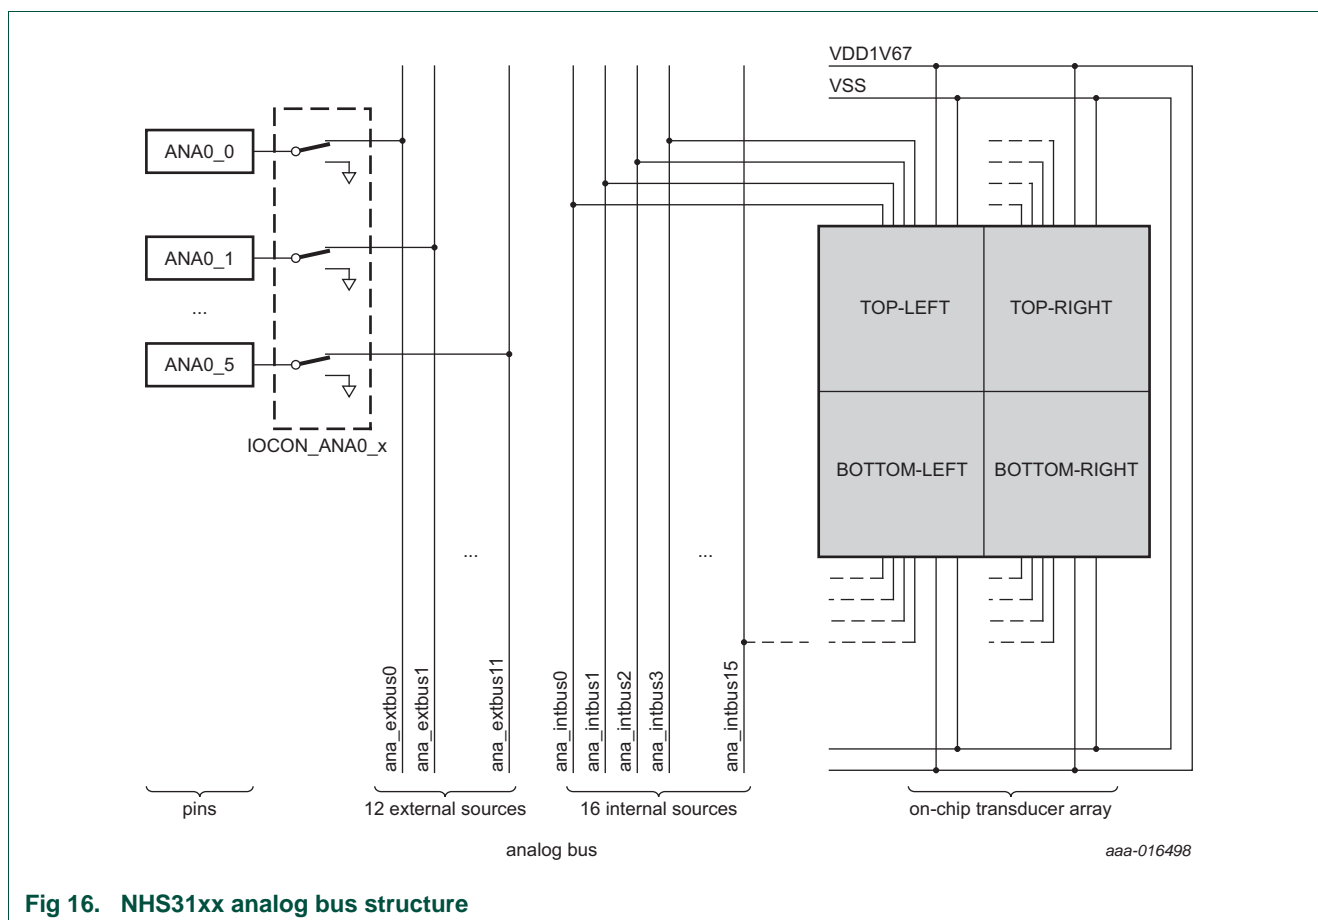 VDD1V67
VSS
ANA0_0
ANA0_1
...
ANA0_5
IOCON_ANA0_x
TOP-LEFT
TOP-RIGHT
BOTTOM-LEFT
BOTTOM-RIGHT
...
...
ana_extbus0
ana_extbus1
ana_extbus11
ana_intbus0
ana_intbus1
ana_intbus2
ana_intbus3
ana_intbus15
pins
12 external sources
16 internal sources
on-chip transducer array
analog bus
aaa-016498
Fig 16. NHS31xx analog bus structure